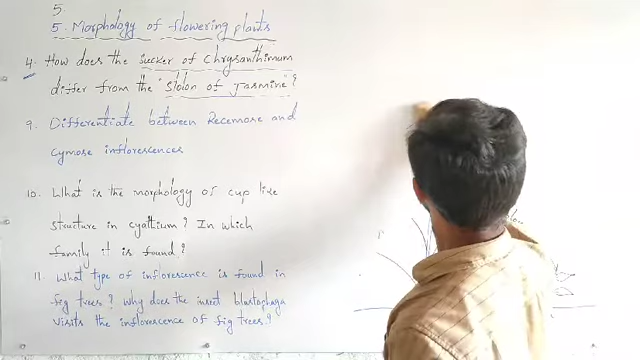 5.
5. Morphology of flowering plants
4. How does the sucker of chrysanthimum
differ from the "Stolon of Jasmine"?
9. Differentiate between Recemose and
cymose inflorescences
10. What is the morphology of cup like
structure in cyathium? In which
family it is found?
11. What type of inflorescence is found in
fig trees? Why does the insect blastophaga
visits the inflorescence of fig trees?